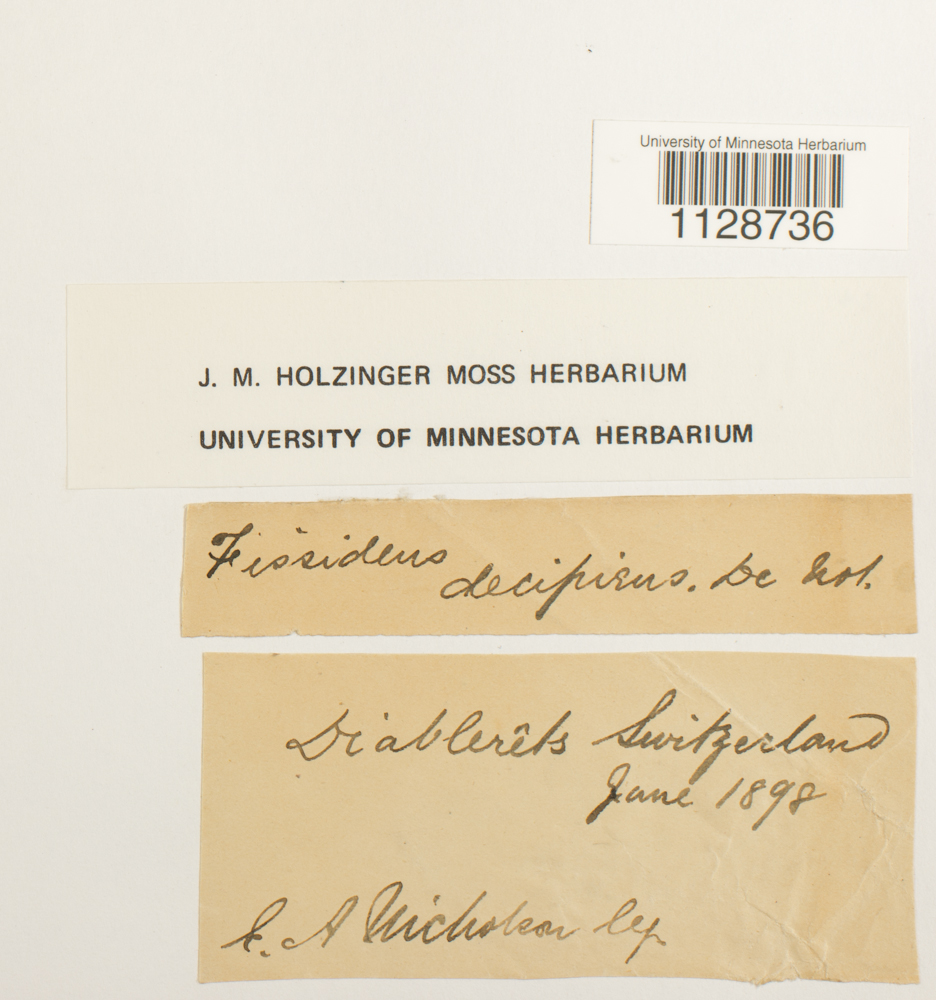 University of Minnesota Herbarium
1128736
J. M. HOLZINGER MOSS HERBARIUM
UNIVERSITY OF MINNESOTA HERBARIUM
Fissidens
decipiens. De Not.
Diablerêts Switzerland
June 1898
A Nicholson